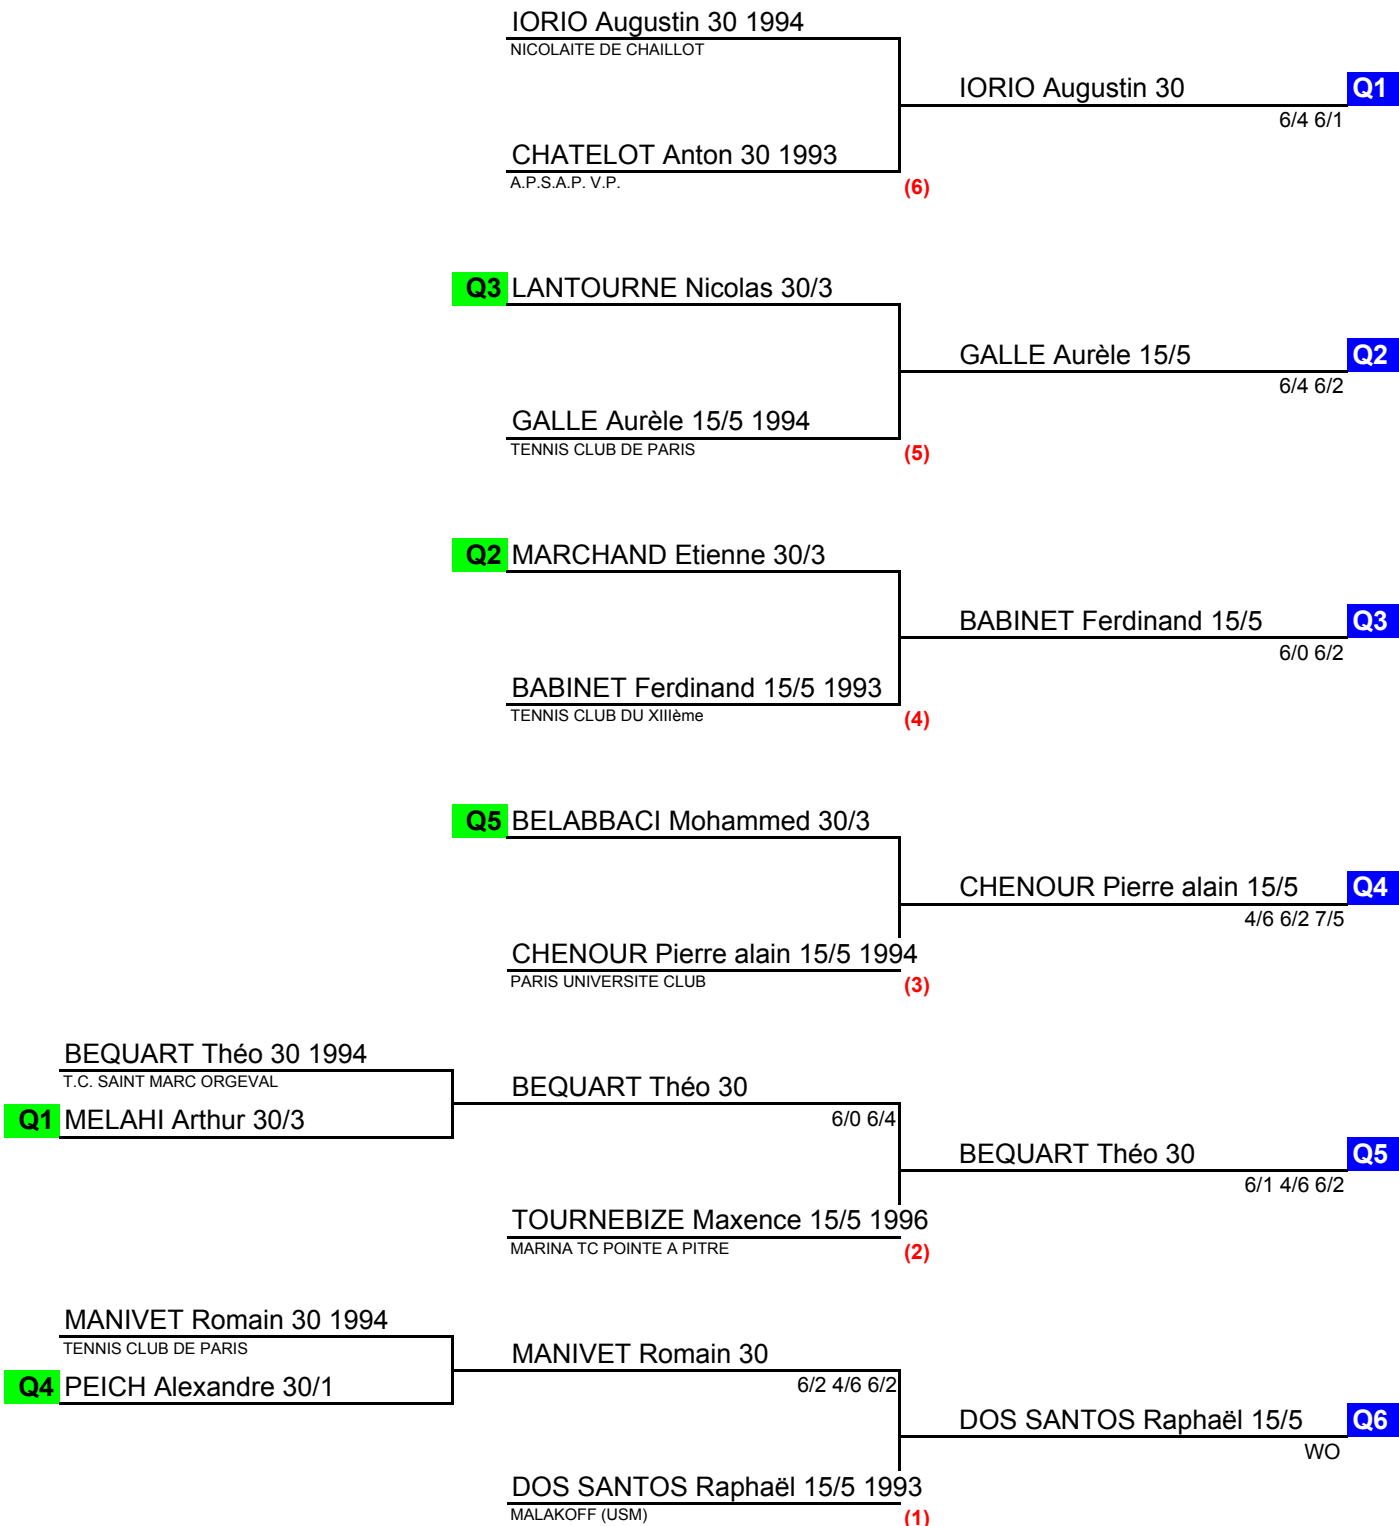 IORIO Augustin 30 1994
NICOLAITE DE CHAILLOT
IORIO Augustin 30
Q1
6/4 6/1
CHATELOT Anton 30 1993
A.P.S.A.P. V.P.
(6)
Q3 LANTOURNE Nicolas 30/3
GALLE Aurèle 15/5
Q2
6/4 6/2
GALLE Aurèle 15/5 1994
TENNIS CLUB DE PARIS
(5)
Q2 MARCHAND Etienne 30/3
BABINET Ferdinand 15/5
Q3
6/0 6/2
BABINET Ferdinand 15/5 1993
TENNIS CLUB DU XIIIème
(4)
Q5 BELABBACI Mohammed 30/3
CHENOUR Pierre alain 15/5
Q4
4/6 6/2 7/5
CHENOUR Pierre alain 15/5 1994
PARIS UNIVERSITE CLUB
(3)
BEQUART Théo 30 1994
T.C. SAINT MARC ORGEVAL
BEQUART Théo 30
Q1 MELAHI Arthur 30/3
6/0 6/4
BEQUART Théo 30
Q5
6/1 4/6 6/2
TOURNEBIZE Maxence 15/5 1996
MARINA TC POINTE A PITRE
(2)
MANIVET Romain 30 1994
TENNIS CLUB DE PARIS
MANIVET Romain 30
Q4 PEICH Alexandre 30/1
6/2 4/6 6/2
DOS SANTOS Raphaël 15/5
Q6
WO
DOS SANTOS Raphaël 15/5 1993
MALAKOFF (USM)
(1)